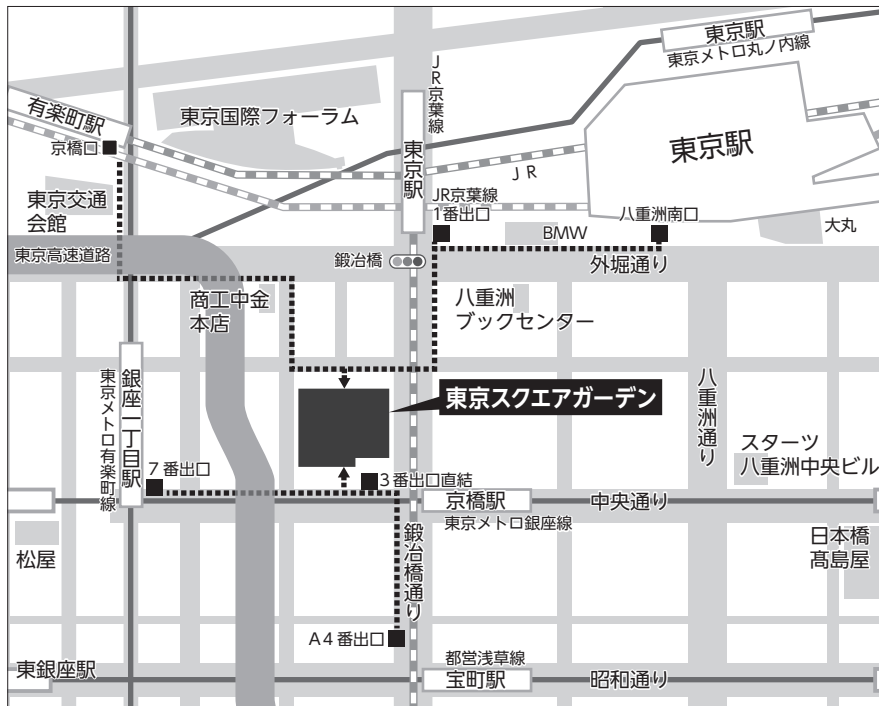 東京駅
東京メトロ丸ノ内線
JR京葉線
有楽町駅
東京国際フォーラム
京橋口
東京駅
東京駅
JR
東京交通
会館
JR京葉線
1番出口
BMW
八重洲南口
大丸
東京高速道路
鍛冶橋
外堀通り
商工中金
本店
八重洲
ブックセンター
銀座一丁目駅
東京メトロ有楽町線
東京スクエアガーデン
八重洲通り
スターツ
八重洲中央ビル
7番出口
3番出口直結
京橋駅
中央通り
東京メトロ銀座線
松屋
鍛冶橋通り
日本橋
髙島屋
A4番出口
都営浅草線
東銀座駅
宝町駅
昭和通り